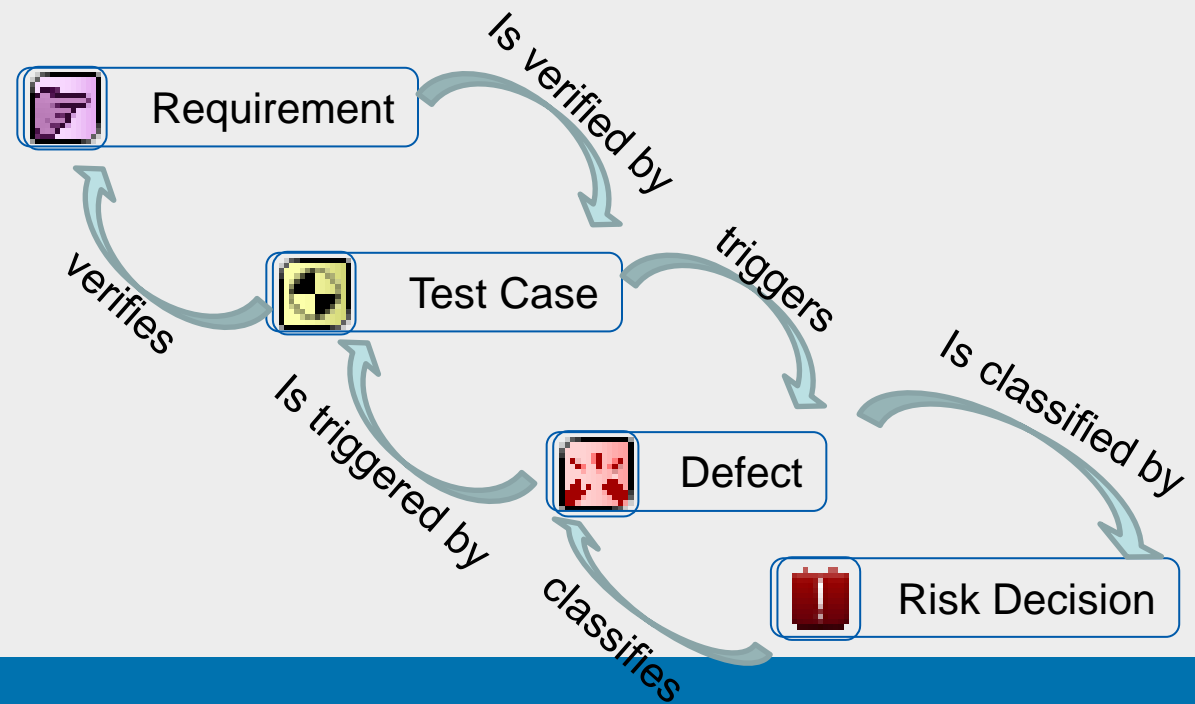 Requirement
Is verified by
verifies
Test Case
triggers
Is triggered by
Defect
Is classified by
classifies
Risk Decision